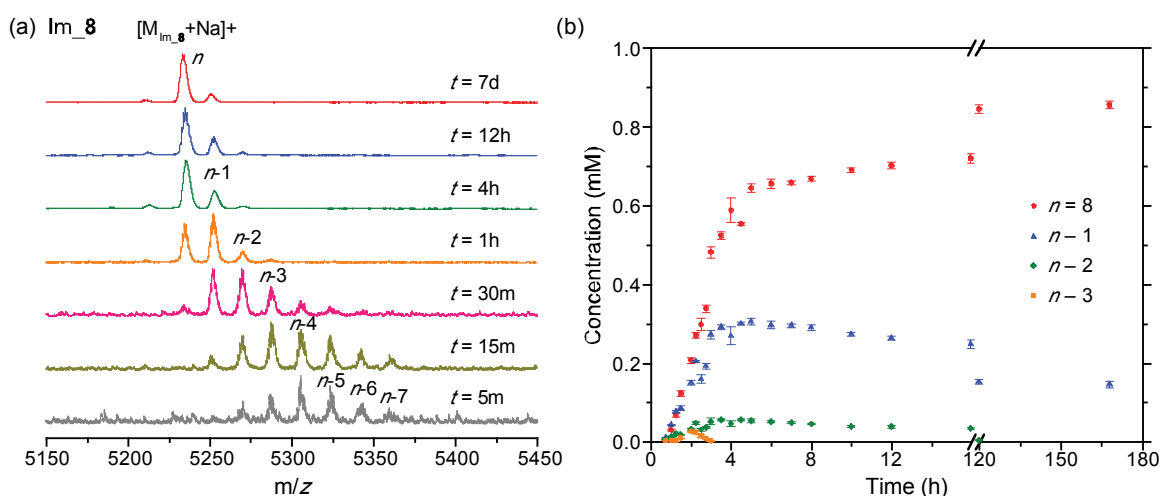 (a) Im_8 [M_Im_8+Na]+
n
t = 7d
t = 12h
n-1
t = 4h
n-2
t = 1h
n-3
t = 30m
n-4
t = 15m
n-5
n-6
n-7
t = 5m
5150 5200 5250 5300 5350 5400 5450
m/z
(b)
Concentration (mM)
1.0
0.8
0.6
0.4
0.2
0.0
n = 8
n – 1
n – 2
n – 3
0 4 8 12 120 150 180
Time (h)